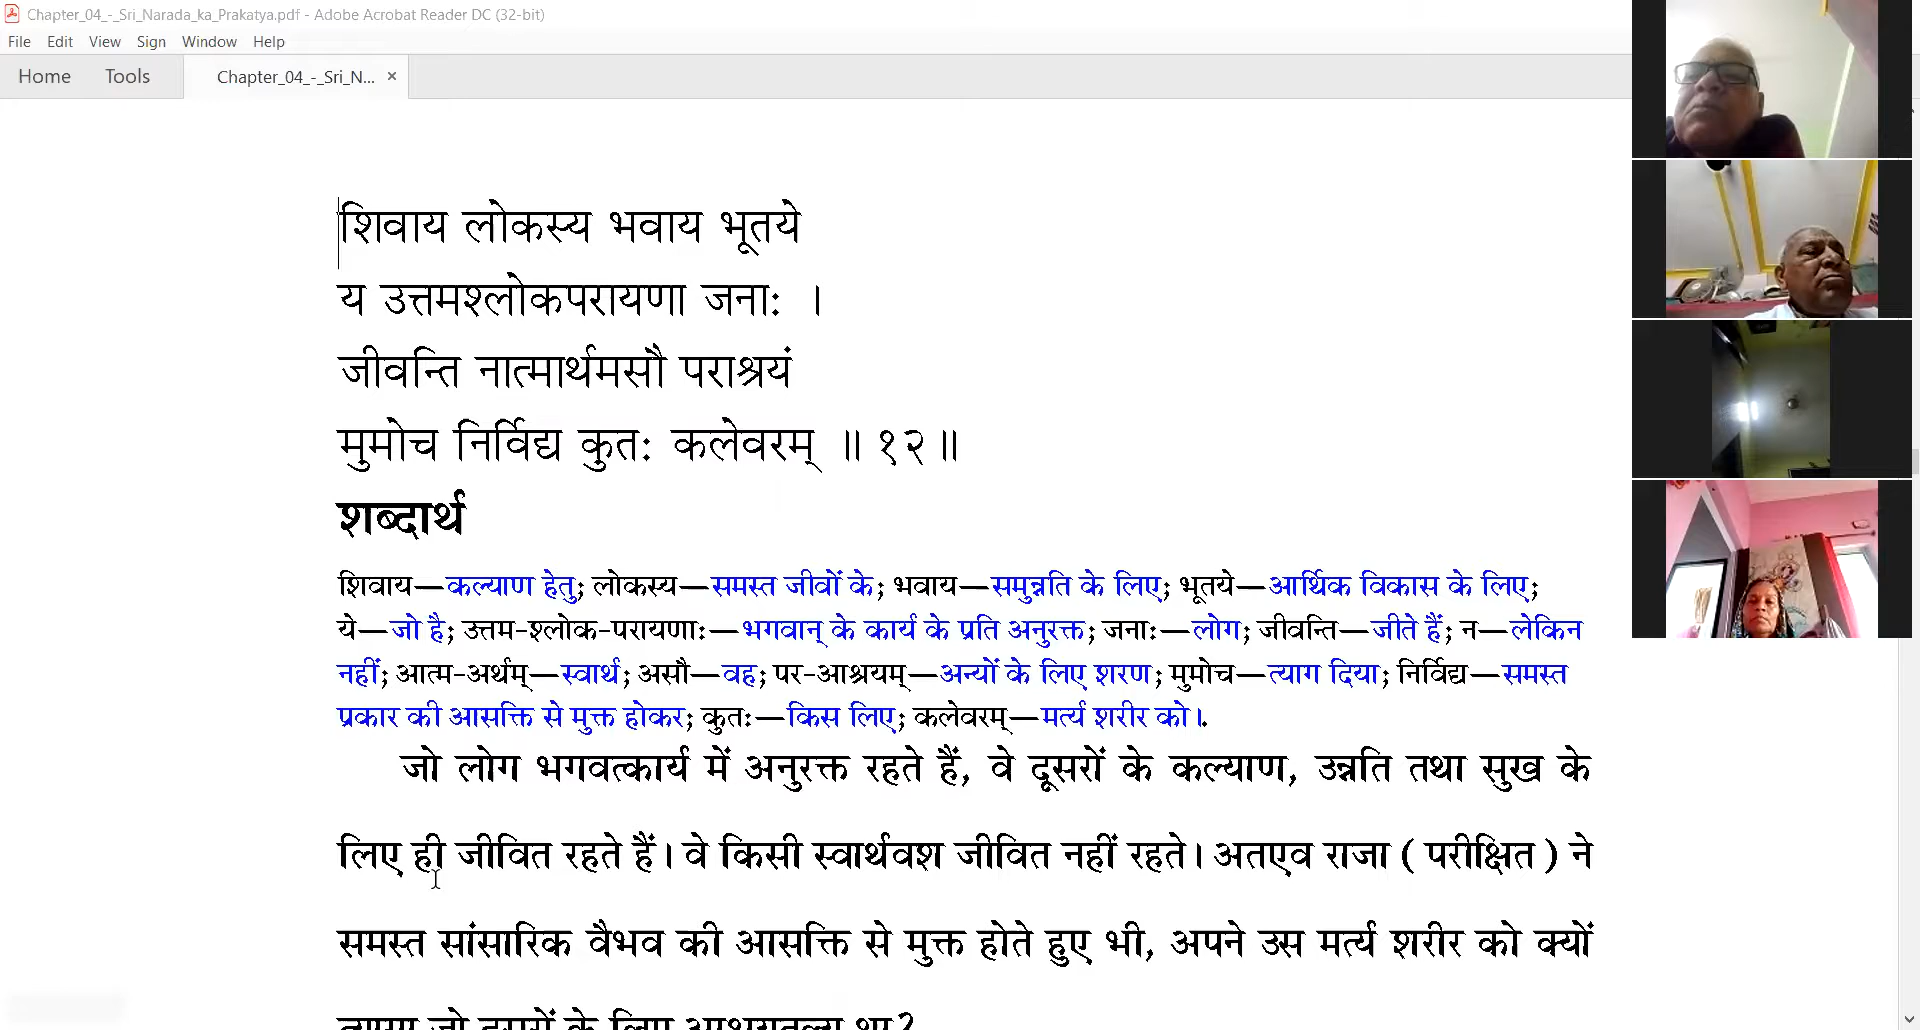 Chapter_04_-_Sri_Narada_ka_Prakatya.pdf - Adobe Acrobat Reader DC (32-bit)
File Edit View Sign Window Help
Home Tools Chapter_04_-_Sri_N... ×
शिवाय लोकस्य भवाय भूतये
य उत्तमश्लोकपरायणा जनाः ।
जीवन्ति नात्मार्थमसौ पराश्रयं
मुमोच निर्विद्य कुतः कलेवरम् ॥ १२॥
शब्दार्थ
शिवाय—कल्याण हेतु; लोकस्य—समस्त जीवों के; भवाय—समुन्नति के लिए; भूतये—आर्थिक विकास के लिए;
ये—जो है; उत्तम-श्लोक-परायणाः—भगवान् के कार्य के प्रति अनुरक्त; जनाः—लोग; जीवन्ति—जीते हैं; न—लेकिन
नहीं; आत्म-अर्थम्—स्वार्थ; असौ—वह; पर-आश्रयम्—अन्यों के लिए शरण; मुमोच—त्याग दिया; निर्विद्य—समस्त
प्रकार की आसक्ति से मुक्त होकर; कुतः—किस लिए; कलेवरम्—मर्त्य शरीर को।.
जो लोग भगवत्कार्य में अनुरक्त रहते हैं, वे दूसरों के कल्याण, उन्नति तथा सुख के
लिए ही जीवित रहते हैं। वे किसी स्वार्थवश जीवित नहीं रहते। अतएव राजा ( परीक्षित ) ने
समस्त सांसारिक वैभव की आसक्ति से मुक्त होते हुए भी, अपने उस मर्त्य शरीर को क्यों
त्यागा जो दूसरों के लिए आश्रयतुल्य था?